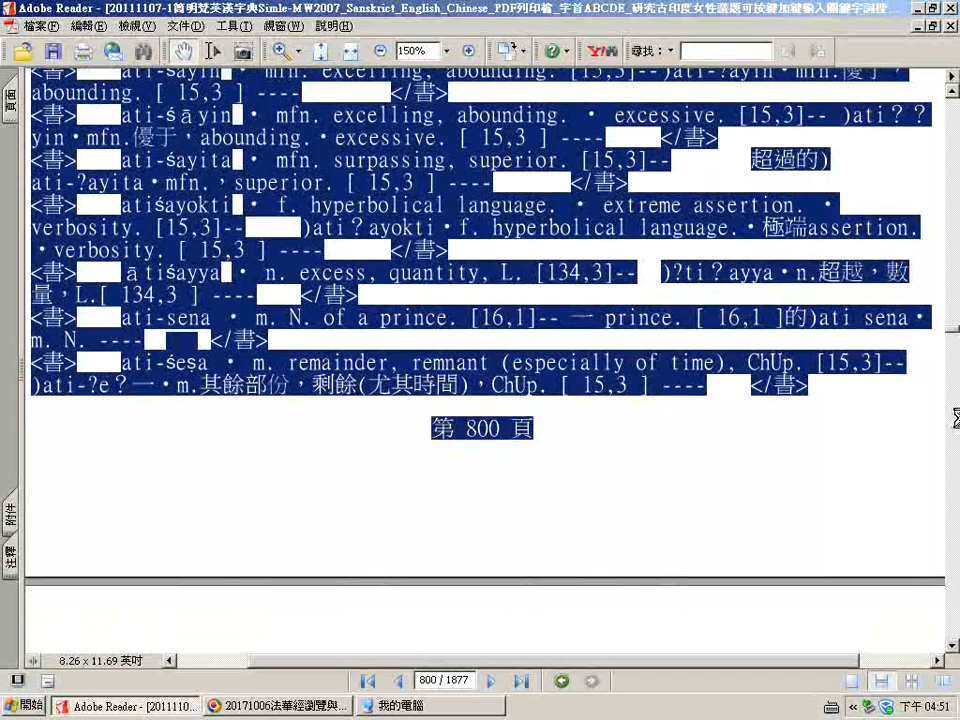 Adobe Reader - [20111107-1簡明梵英漢字典Simle-MW2007_Sanskrict_English_Chinese_PDF列印檔_字首ABCDE_研究古印度女性議題可按鍵加鍵輸入關鍵字詞搜
檔案(F) 編輯(E) 檢視(V) 文件(D) 工具(T) 視窗(W) 說明(H)
150% 尋找：
頁面
<書> ati-śayin • mfn. excelling, abounding. [15,3]--)ati-?ayin•mfn.優于，
abounding. [ 15,3 ] ---- </書>
<書> ati-śāyin • mfn. excelling, abounding. • excessive. [15,3]-- )ati？？
yin•mfn.優于，abounding. •excessive. [ 15,3 ] ---- </書>
<書> ati-śayita • mfn. surpassing, superior. [15,3]-- 超過的)
ati-?ayita•mfn.，superior. [ 15,3 ] ---- </書>
<書> atiśayokti • f. hyperbolical language. • extreme assertion. •
verbosity. [15,3]-- )ati？ayokti•f. hyperbolical language.•極端assertion.
•verbosity. [ 15,3 ] ---- </書>
<書> ātiśayya • n. excess, quantity, L. [134,3]-- )?ti？ayya•n.超越，數
量，L.[ 134,3 ] ---- </書>
<書> ati-sena • m. N. of a prince. [16,1]-- 一 prince. [ 16,1 ]的)ati sena•
m. N. ---- </書>
<書> ati-śeṣa • m. remainder, remnant (especially of time), ChUp. [15,3]--
)ati-?e？一•m.其餘部份，剩餘(尤其時間)，ChUp. [ 15,3 ] ---- </書>
第 800 頁
附件
注釋
8.26 x 11.69 英吋
800 / 1877
開始 Adobe Reader - [2011110... 20171006法華經瀏覽與... 我的電腦 下午 04:51